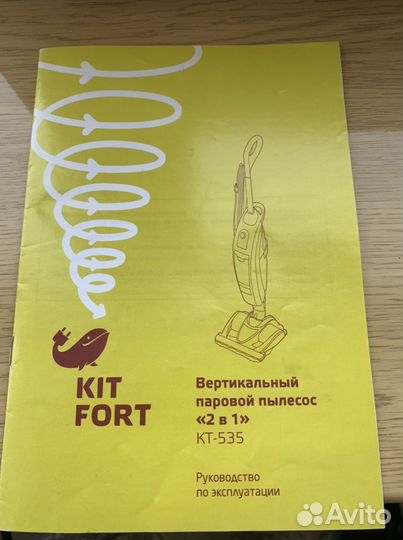 KIT
FORT
Вертикальный
паровой пылесос
«2 в 1»
КТ-535
Руководство
по эксплуатации
Avito